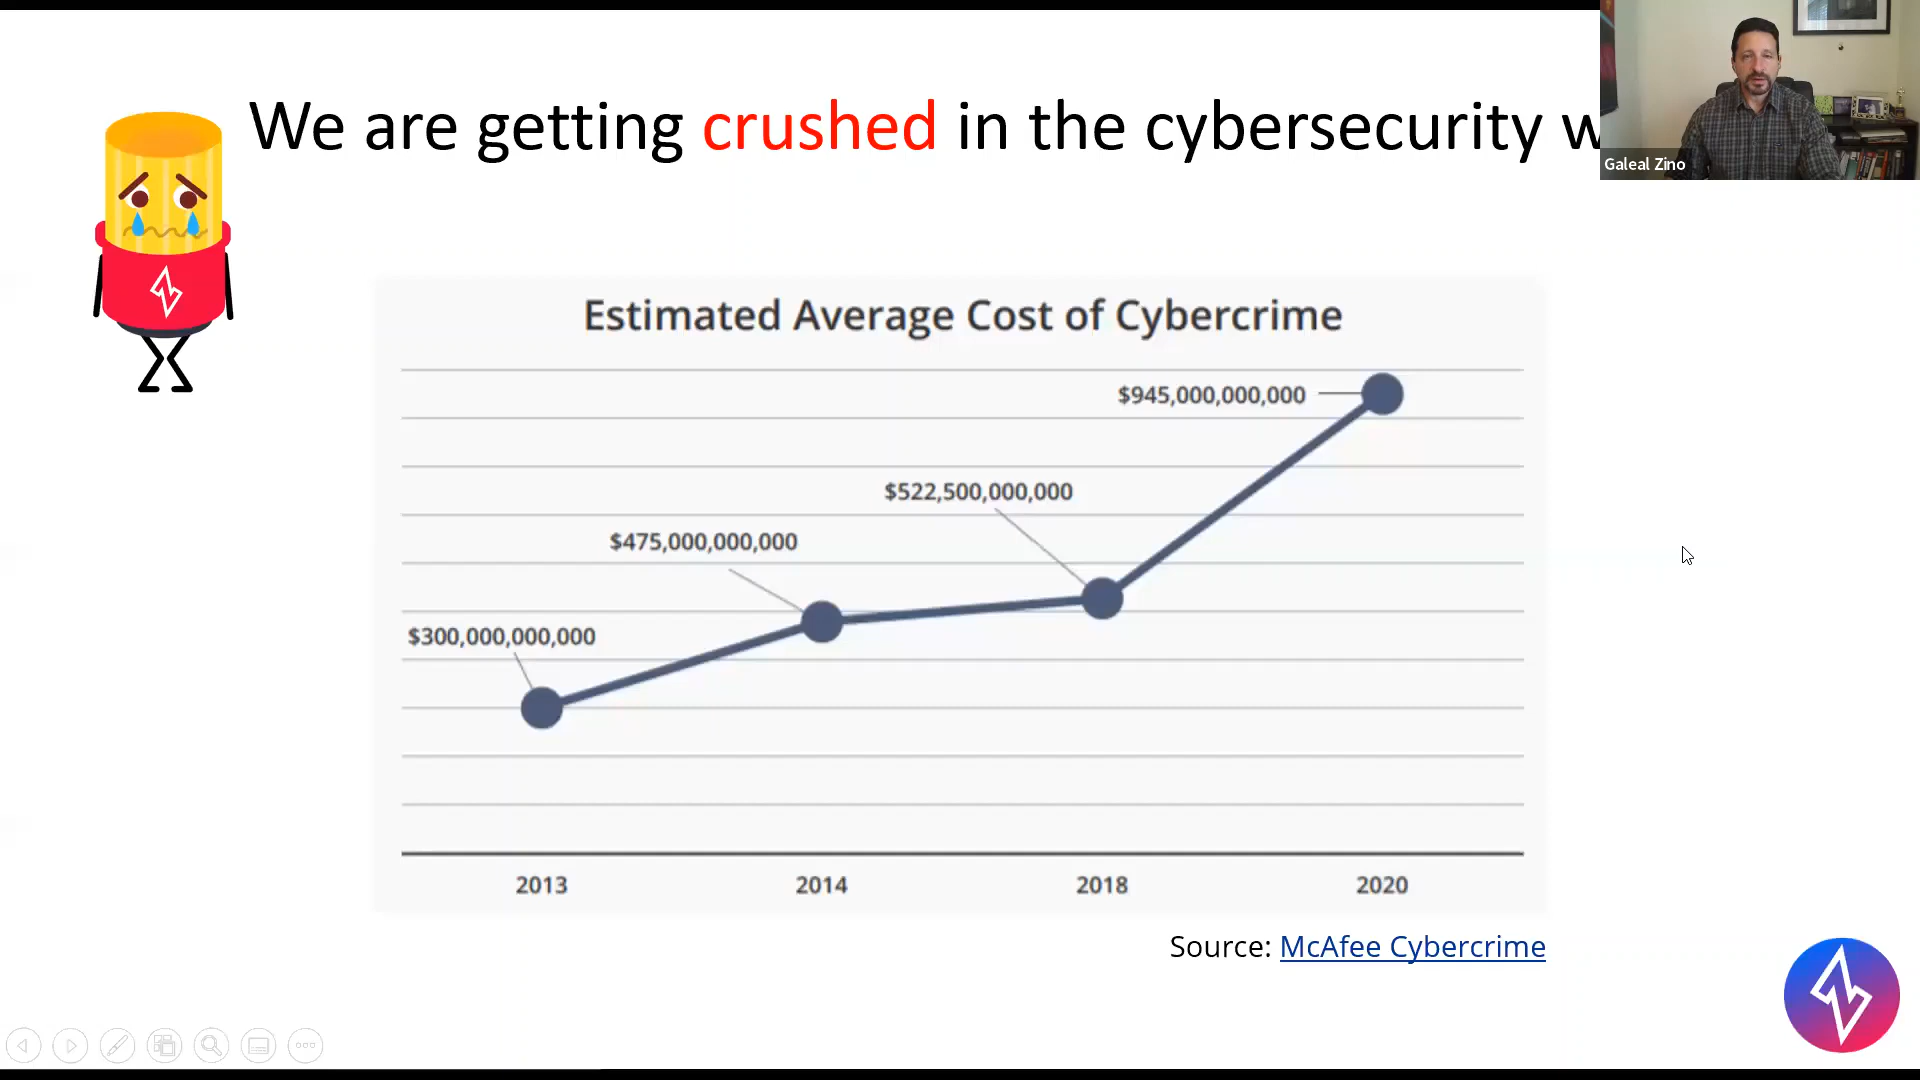 We are getting crushed in the cybersecurity
Galeal Zino
Estimated Average Cost of Cybercrime
$945,000,000,000
$522,500,000,000
$475,000,000,000
$300,000,000,000
2013 2014 2018 2020
Source: McAfee Cybercrime